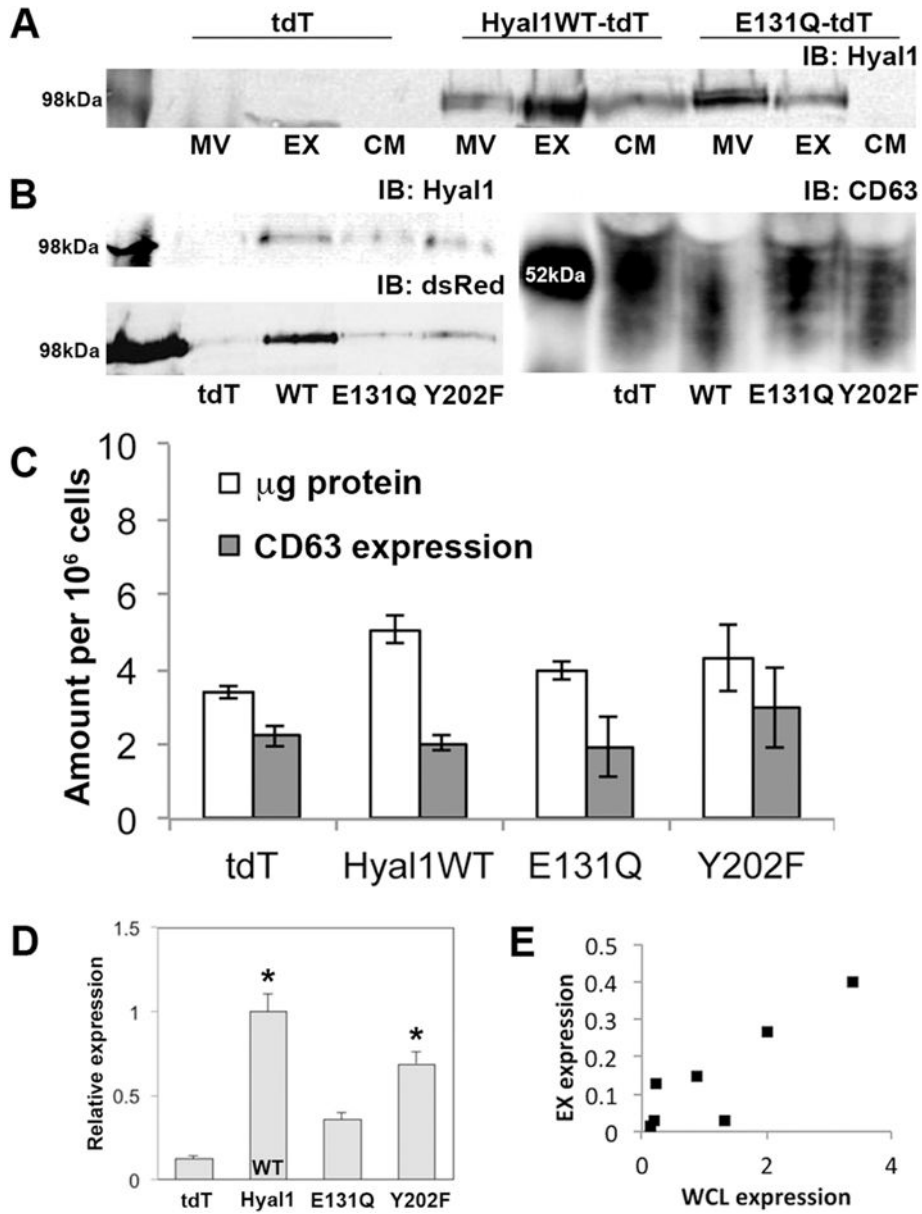 A
tdT Hyal1WT-tdT E131Q-tdT
IB: Hyal1
98kDa
MV EX CM MV EX CM MV EX CM
B
IB: Hyal1
98kDa
IB: dsRed
98kDa
tdT WT E131Q Y202F
IB: CD63
52kDa
tdT WT E131Q Y202F
C
Amount per 10⁶ cells
10
8
6
4
2
0
μg protein
CD63 expression
tdT Hyal1WT E131Q Y202F
D
Relative expression
1.5
1
0.5
0
* *
WT
tdT Hyal1 E131Q Y202F
E
EX expression
0.5
0.4
0.3
0.2
0.1
0
0 2 4
WCL expression